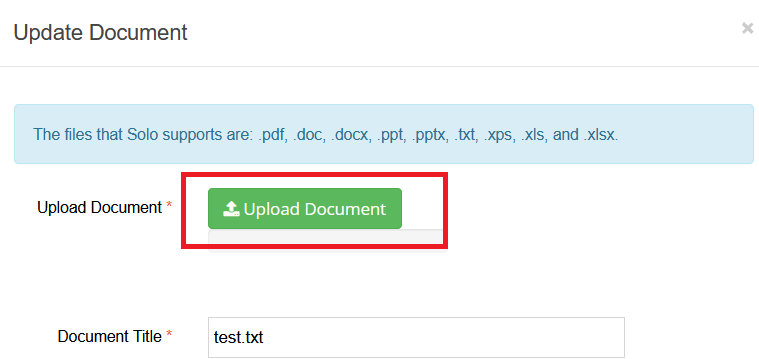 Update Document
×
The files that Solo supports are: .pdf, .doc, .docx, .ppt, .pptx, .txt, .xps, .xls, and .xlsx.
Upload Document * Upload Document
Document Title * test.txt